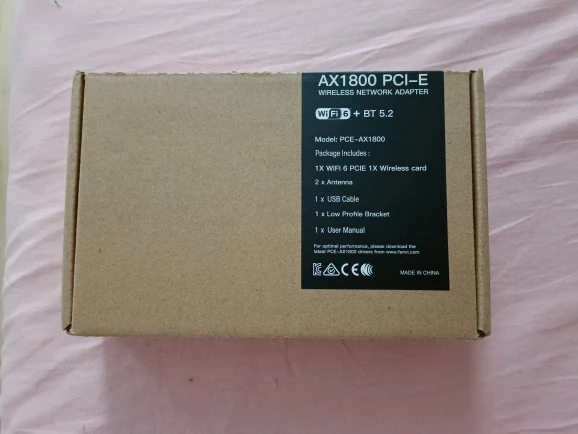 AX1800 PCI-E
WIRELESS NETWORK ADAPTER
WiFi 6 + BT 5.2
Model: PCE-AX1800
Package Includes :
1X WIFI 6 PCIE 1X Wireless card
2 x Antenna
1 x USB Cable
1 x Low Profile Bracket
1 x User Manual
For optimal performance, please download the
latest PCE-AX1800 drivers from www.fenvi.com
CE
MADE IN CHINA